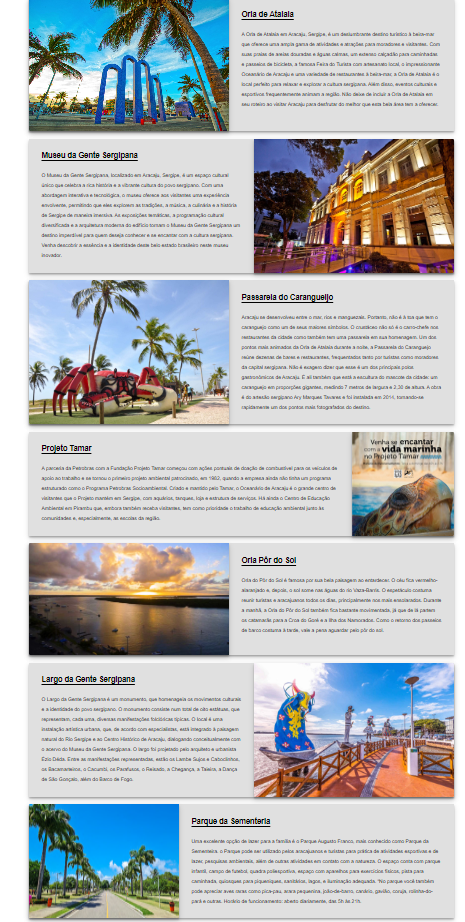 Orla de Atalaia
A Orla de Atalaia em Aracaju, Sergipe, é um deslumbrante destino turístico à beira-mar
que oferece uma ampla gama de atividades e atrações para moradores e visitantes. Com
suas praias de areias douradas e águas calmas, um extenso calçadão para caminhadas
e passeios de bicicleta, a famosa Feira do Turista com artesanato local, o impressionante
Oceanário de Aracaju e uma variedade de restaurantes à beira-mar, a Orla de Atalaia é o
local perfeito para relaxar e explorar a cultura sergipana. Além disso, eventos culturais e
esportivos frequentemente animam a região. Não deixe de incluir a Orla de Atalaia em
seu roteiro ao visitar Aracaju para desfrutar do melhor que esta bela área tem a oferecer.
Museu da Gente Sergipana
O Museu da Gente Sergipana, localizado em Aracaju, Sergipe, é um espaço cultural
único que celebra a rica história e a vibrante cultura do povo sergipano. Com uma
abordagem interativa e tecnológica, o museu oferece aos visitantes uma experiência
envolvente, permitindo que eles explorem as tradições, a música, a culinária e a história
de Sergipe de maneira imersiva. As exposições temáticas, a programação cultural
diversificada e a arquitetura moderna do edifício tornam o Museu da Gente Sergipana um
destino imperdível para quem deseja conhecer e se encantar com a cultura sergipana.
Venha descobrir a essência e a identidade deste belo estado brasileiro neste museu
inovador.
Passarela do Caranguejo
Aracaju se desenvolveu entre o mar, rios e manguezais. Portanto, não é à toa que tem o
caranguejo como um de seus maiores símbolos. O crustáceo não só é o carro-chefe nos
restaurantes da cidade como também tem uma passarela em sua homenagem. Um dos
pontos mais animados da Orla de Atalaia durante a noite, a Passarela do Caranguejo
reúne dezenas de bares e restaurantes, frequentados tanto por turistas como moradores
da capital sergipana. Não é exagero dizer que esse é um dos principais polos
gastronômicos de Aracaju. É ali também que está a escultura do mascote da cidade: um
caranguejo em proporções gigantes, medindo 7 metros de largura e 2,30 de altura. A obra
é do artesão sergipano Ary Marques Tavares e foi instalada em 2014, tornando-se
rapidamente um dos pontos mais fotografados do destino.
Projeto Tamar
A parceria da Petrobras com a Fundação Projeto Tamar começou com ações pontuais de doação de combustível para os veículos de
apoio ao trabalho e se tornou o primeiro projeto ambiental patrocinado, em 1982, quando a empresa ainda não tinha um programa
estruturado como o Programa Petrobras Socioambiental. Criado e mantido pelo Tamar, o Oceanário de Aracaju é o grande centro de
visitantes que o Projeto mantém em Sergipe, com aquários, tanques, loja e estrutura de serviços. Há ainda o Centro de Educação
Ambiental em Pirambu que, embora também receba visitantes, tem como prioridade o trabalho de educação ambiental junto às
comunidades e, especialmente, às escolas da região.
Venha se encantar
com a vida marinha
no Projeto Tamar
Orla Pôr do Sol
Orla do Pôr do Sol é famosa por sua bela paisagem ao entardecer. O céu fica vermelho-
alaranjado e, depois, o sol some nas águas do rio Vaza-Barris. O espetáculo costuma
reunir turistas e aracajuanos todos os dias, principalmente nos mais ensolarados. Durante
a manhã, a Orla do Pôr do Sol também fica bastante movimentada, já que de lá partem
os catamarãs para a Croa do Goré e a Ilha dos Namorados. Como o retorno dos passeios
de barco costuma à tarde, vale a pena aguardar pelo pôr do sol.
Largo da Gente Sergipana
O Largo da Gente Sergipana é um monumento, que homenageia os movimentos culturais
e a identidade do povo sergipano. O monumento consiste num total de oito estátuas, que
representam, cada uma, diversas manifestações folclóricas típicas. O local é uma
instalação artística urbana, que, de acordo com especialistas, está integrado à paisagem
natural do Rio Sergipe e ao Centro Histórico de Aracaju, dialogando conceitualmente com
o acervo do Museu da Gente Sergipana. O largo foi projetado pelo arquiteto e urbanista
Ézio Déda. Entre as manifestações representadas, estão os Lambe Sujos e Caboclinhos,
os Bacamarteiros, o Cacumbi, os Parafusos, o Reisado, a Chegança, a Taieira, a Dança
de São Gonçalo, além do Barco de Fogo.
Parque da Sementeria
Uma excelente opção de lazer para a família é o Parque Augusto Franco, mais conhecido como Parque da
Sementeira. o Parque pode ser utilizado pelos aracajuanos e turistas para prática de atividades esportivas e de
lazer, pesquisas ambientais, além de outras atividades em contato com a natureza. O espaço conta com parque
infantil, campo de futebol, quadra poliesportiva, espaço com aparelhos para exercícios físicos, pista para
caminhada, quiosques para piqueniques, sanitários, lagos, e iluminação adequada. "No parque você também
pode apreciar aves raras como pica-pau, arara pequenina, joão-de-barro, canário, gavião, coruja, rolinha-do-
pará e outras. Horário de funcionamento: aberto diariamente, das 5h às 21h.